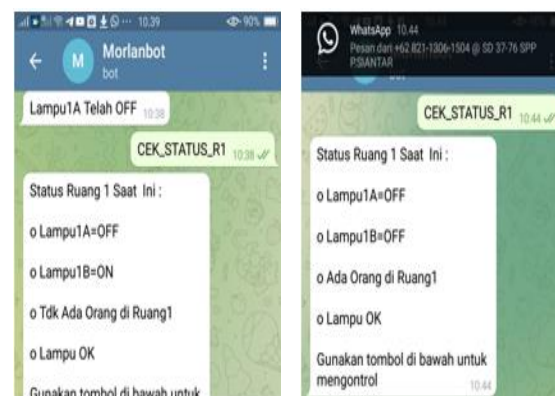 10.39
90%
M
Morlanbot
bot
Lampu1A Telah OFF 10:38
CEK_STATUS_R1 10:38
Status Ruang 1 Saat Ini :
o Lampu1A=OFF
o Lampu1B=ON
o Tdk Ada Orang di Ruang1
o Lampu OK
Gunakan tombol di bawah untuk
WhatsApp 10.44
Pesan dari +62 821-1306-1504 @ SD 37-76 SPP
P.SIANTAR
bot
CEK_STATUS_R1 10:44
Status Ruang 1 Saat Ini :
o Lampu1A=OFF
o Lampu1B=OFF
o Ada Orang di Ruang1
o Lampu OK
Gunakan tombol di bawah untuk
mengontrol 10:44